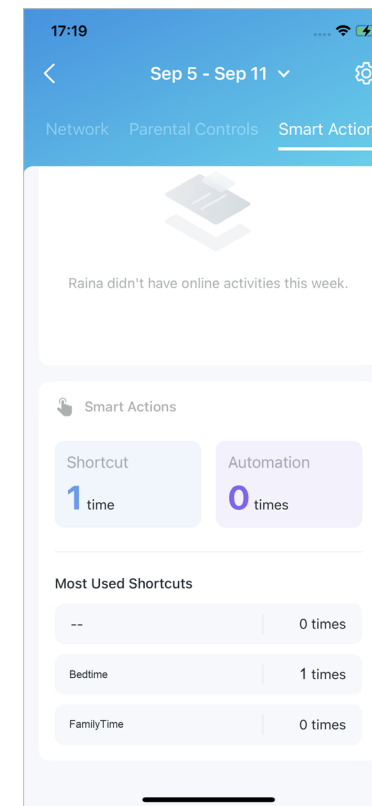 17:19
Sep 5 - Sep 11
Network Parental Controls Smart Action
Raina didn't have online activities this week.
Smart Actions
Shortcut Automation
1 time 0 times
Most Used Shortcuts
-- 0 times
Bedtime 1 times
FamilyTime 0 times